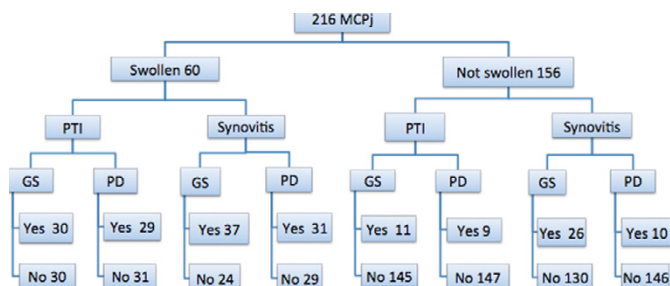 216 MCPj
Swollen 60
Not swollen 156
PTI
Synovitis
PTI
Synovitis
GS
PD
GS
PD
GS
PD
GS
PD
Yes 30
Yes 29
Yes 37
Yes 31
Yes 11
Yes 9
Yes 26
Yes 10
No 30
No 31
No 24
No 29
No 145
No 147
No 130
No 146